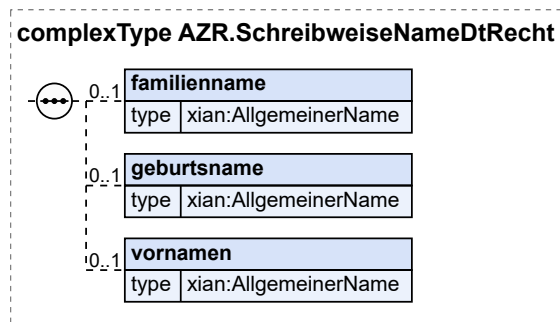 complexType AZR.SchreibweiseNameDtRecht
0..1 familienname
type xian:AllgemeinerName
0..1 geburtsname
type xian:AllgemeinerName
0..1 vornamen
type xian:AllgemeinerName